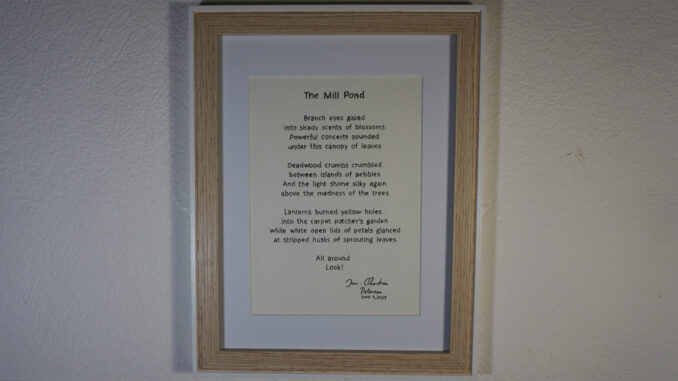 The Mill Pond
Branch eyes gazed
into shady scents of blossoms
Powerful concerts sounded
under this canopy of leaves
Deadwood crumbs crumbled
between islands of pebbles
And the light shone silky again
above the madness of the trees
Lanterns burned yellow holes
into the carpet patcher's garden
while white open lids of petals glanced
at stripped husks of sprouting leaves
All around
Look!
Petersen